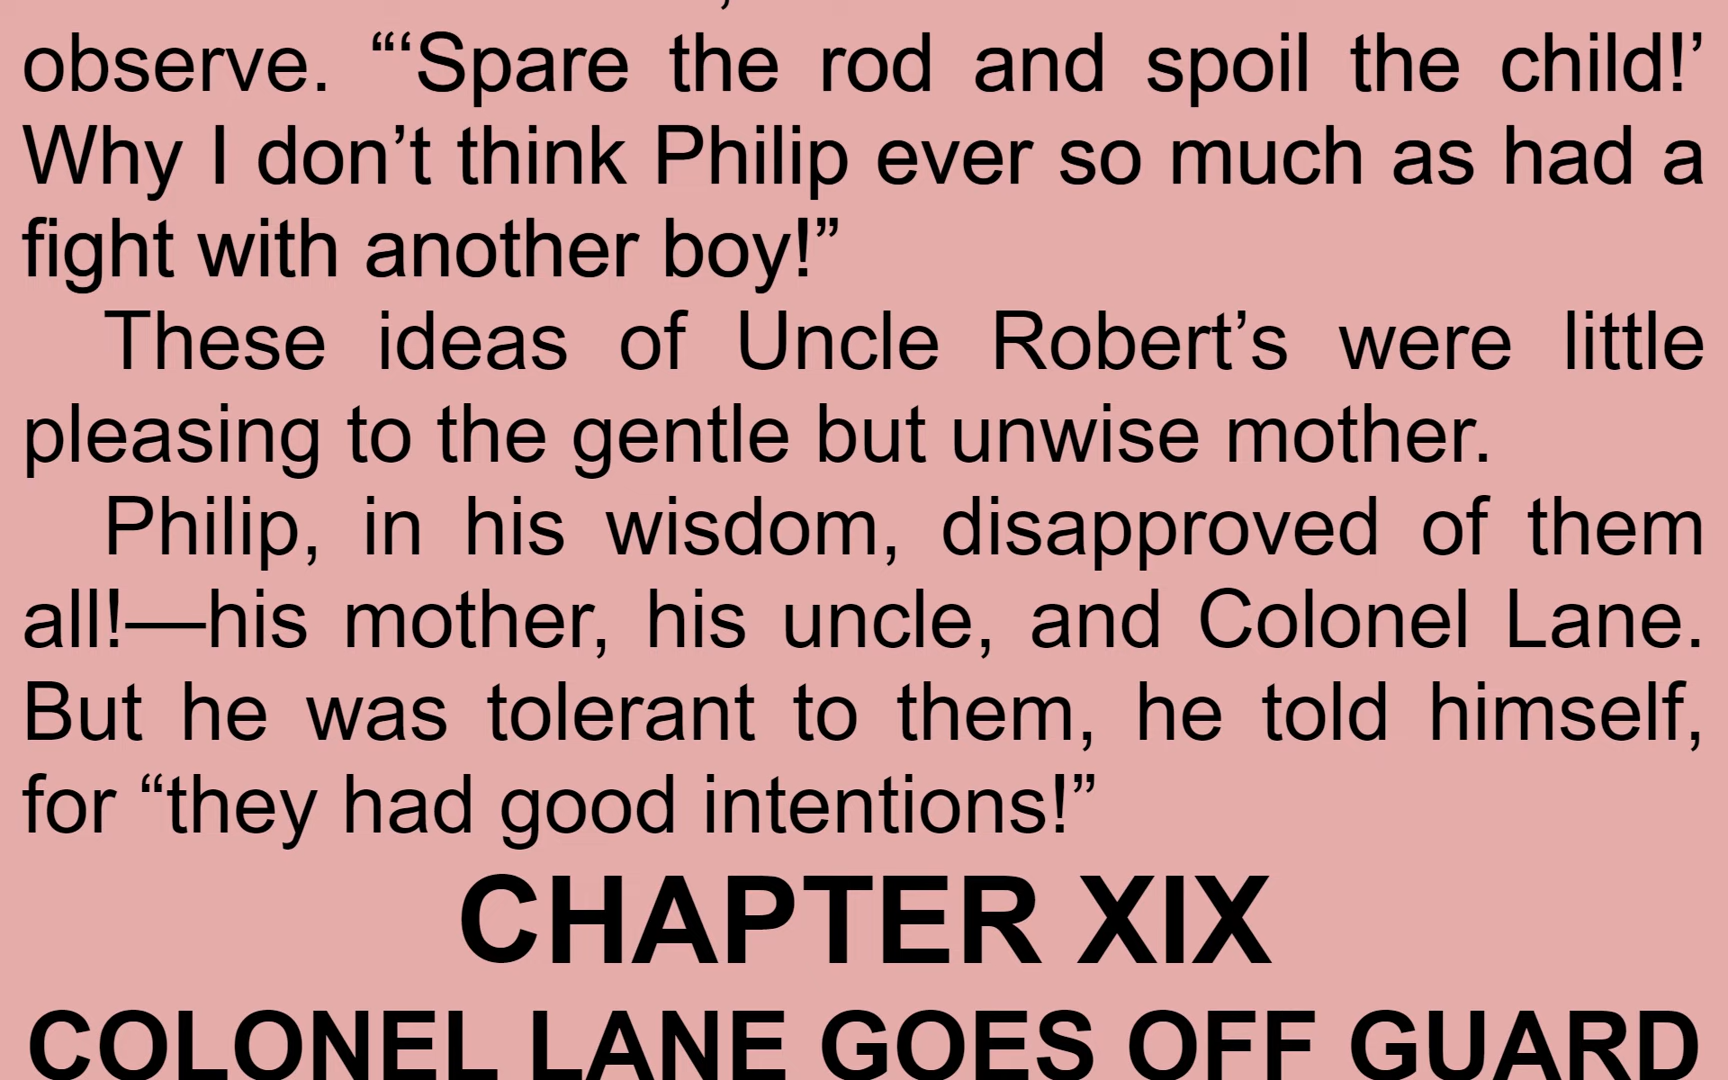 observe. “‘Spare the rod and spoil the child!’
Why I don’t think Philip ever so much as had a
fight with another boy!”
These ideas of Uncle Robert’s were little
pleasing to the gentle but unwise mother.
Philip, in his wisdom, disapproved of them
all!—his mother, his uncle, and Colonel Lane.
But he was tolerant to them, he told himself,
for “they had good intentions!”
CHAPTER XIX
COLONEL LANE GOES OFF GUARD